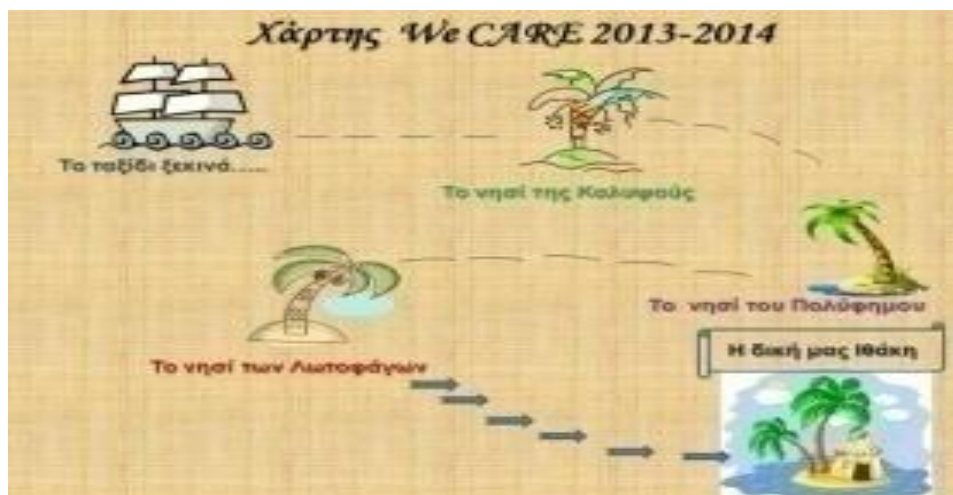 Χάρτης We CARE 2013-2014
Το ταξίδι ξεκινά.....
Το νησί της Καλυψούς
Το νησί του Πολύφημου
Το νησί των Λωτοφάγων
Η δική μας Ιθάκη